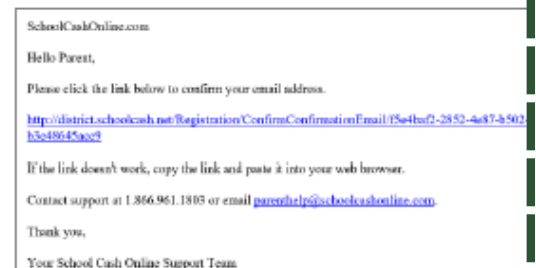 SchoolCashOnline.com
Hello Parent,
Please click the link below to confirm your email address.
http://district.schoolcash.net/Registration/ConfirmConfirmationEmail/f5e4baf2-2852-4e87-b502-
b3e48645ace9
If the link doesn't work, copy the link and paste it into your web browser.
Contact support at 1.866.961.1803 or email parenthelp@schoolcashonline.com.
Thank you,
Your School Cash Online Support Team